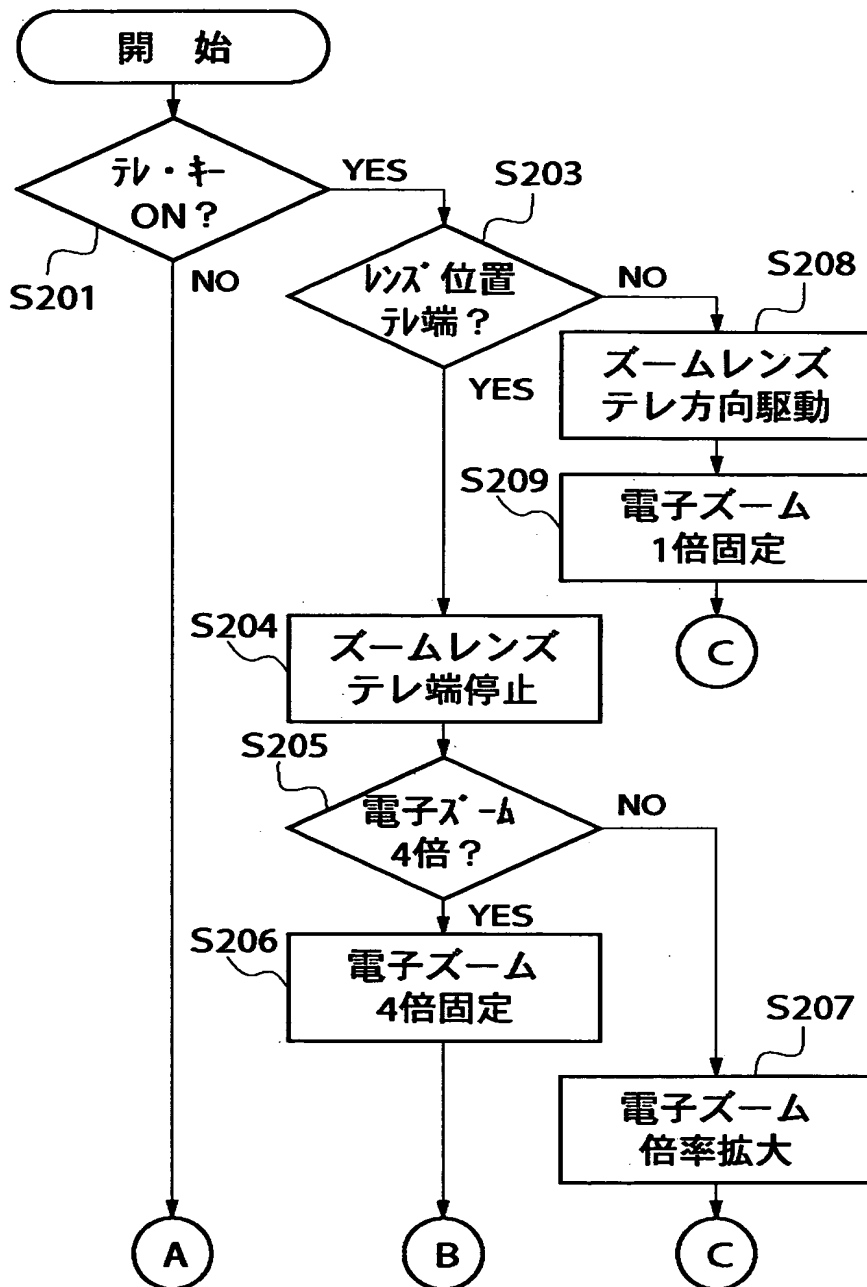 開 始
テレ・キー
ON？
YES
NO
S201
S203
レンズ位置
テレ端？
NO
YES
S208
ズームレンズ
テレ方向駆動
S209
電子ズーム
1倍固定
C
S204
ズームレンズ
テレ端停止
S205
電子ズーム
4倍？
NO
YES
S206
電子ズーム
4倍固定
S207
電子ズーム
倍率拡大
A
B
C